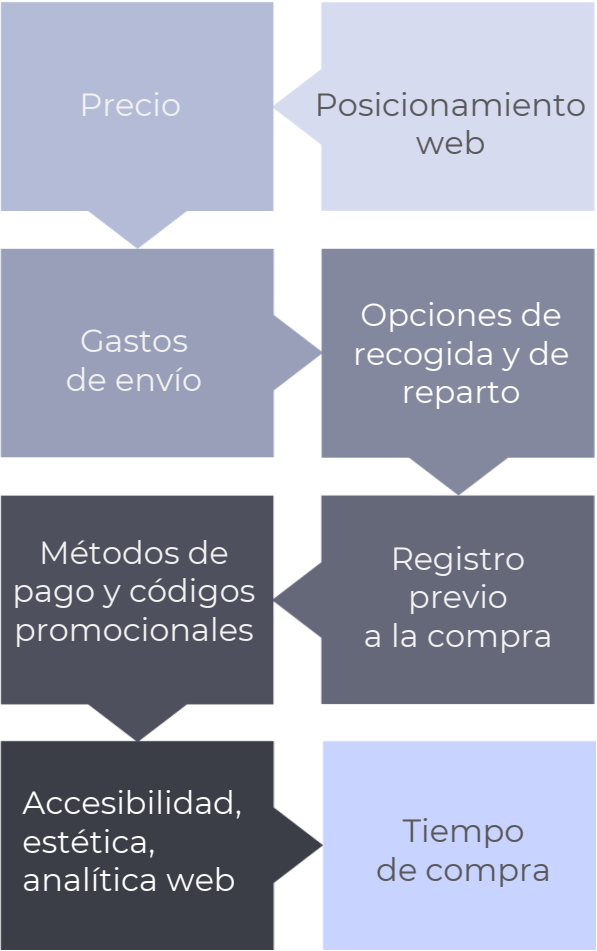 Precio
Posicionamiento
web
Gastos
de envío
Opciones de
recogida y de
reparto
Métodos de
pago y códigos
promocionales
Registro
previo
a la compra
Accesibilidad,
estética,
analítica web
Tiempo
de compra